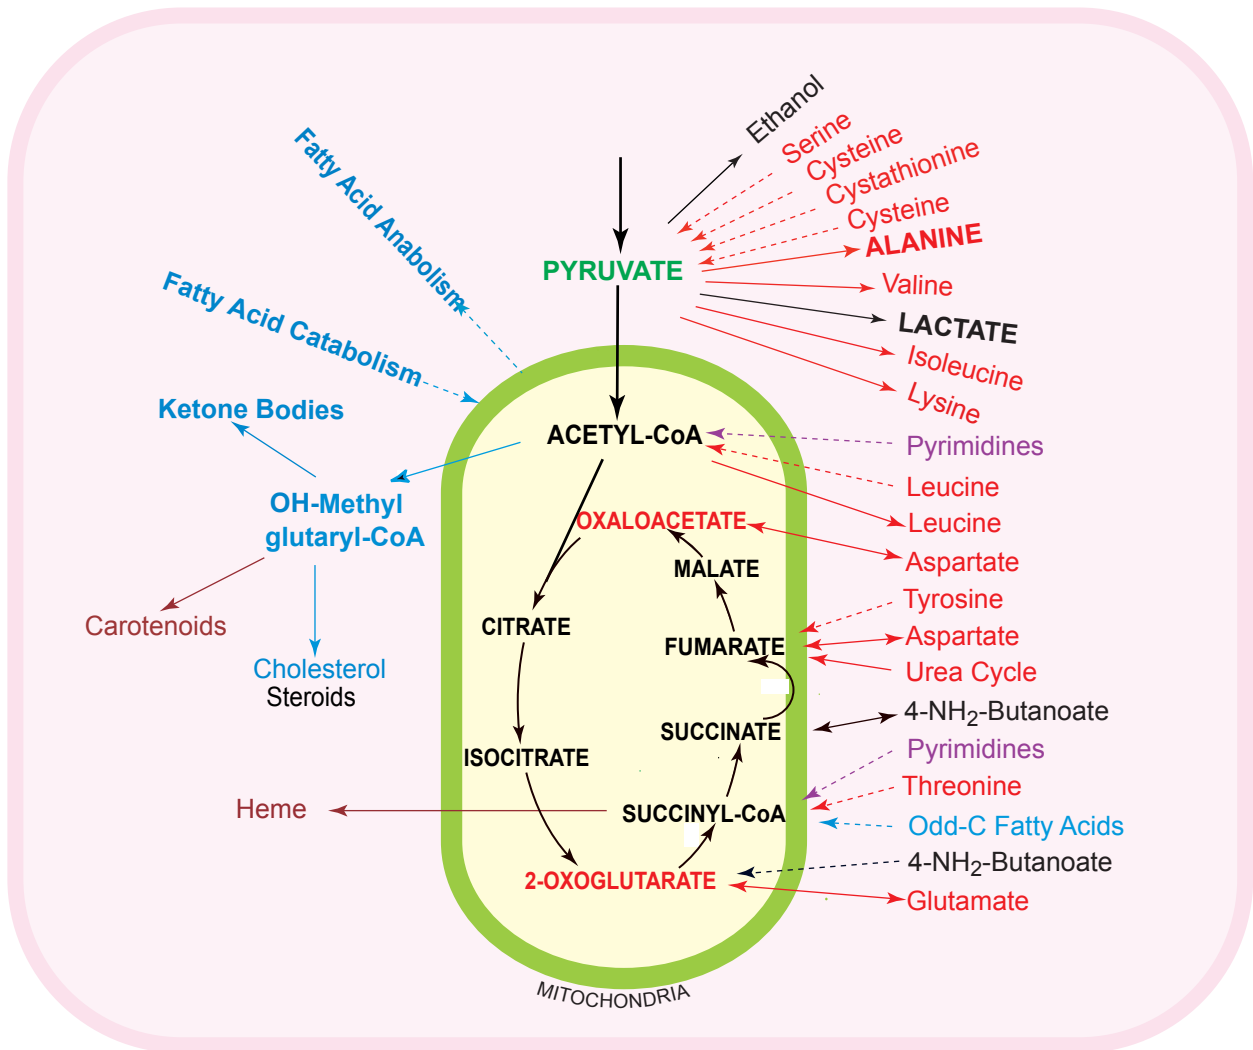 Ethanol
Serine
Cysteine
Cystathionine
Cysteine
ALANINE
Valine
LACTATE
Isoleucine
Lysine
PYRUVATE
Fatty Acid Anabolism
Fatty Acid Catabolism
Ketone Bodies
OH-Methyl
glutaryl-CoA
Carotenoids
Cholesterol
Steroids
Heme
ACETYL-CoA
OXALOACETATE
MALATE
CITRATE
FUMARATE
SUCCINATE
ISOCITRATE
SUCCINYL-CoA
2-OXOGLUTARATE
MITOCHONDRIA
Pyrimidines
Leucine
Leucine
Aspartate
Tyrosine
Aspartate
Urea Cycle
4-NH2-Butanoate
Pyrimidines
Threonine
Odd-C Fatty Acids
4-NH2-Butanoate
Glutamate